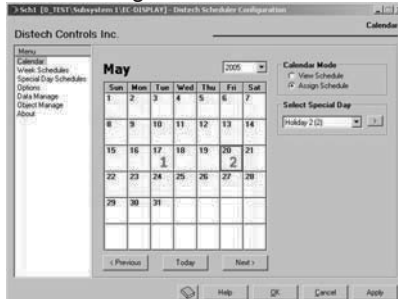 Sch1 [D_TEST\Subsystem 1\EC-DISPLAY] - Distech Scheduler Configuration
Calendar
Distech Controls Inc.
Menu
Calendar
Week Schedules
Special Day Schedules
Options
Data Manage
Object Manage
About
May
2005
Sun Mon Tue Wed Thu Fri Sat
1 2 3 4 5 6 7
8 9 10 11 12 13 14
15 16 17 18 19 20 21
1 2
22 23 24 25 26 27 28
29 30 31
< Previous
Today
Next >
Calendar Mode
View Schedule
Assign Schedule
Select Special Day
Holiday 2 (2)
>
Help
OK
Cancel
Apply